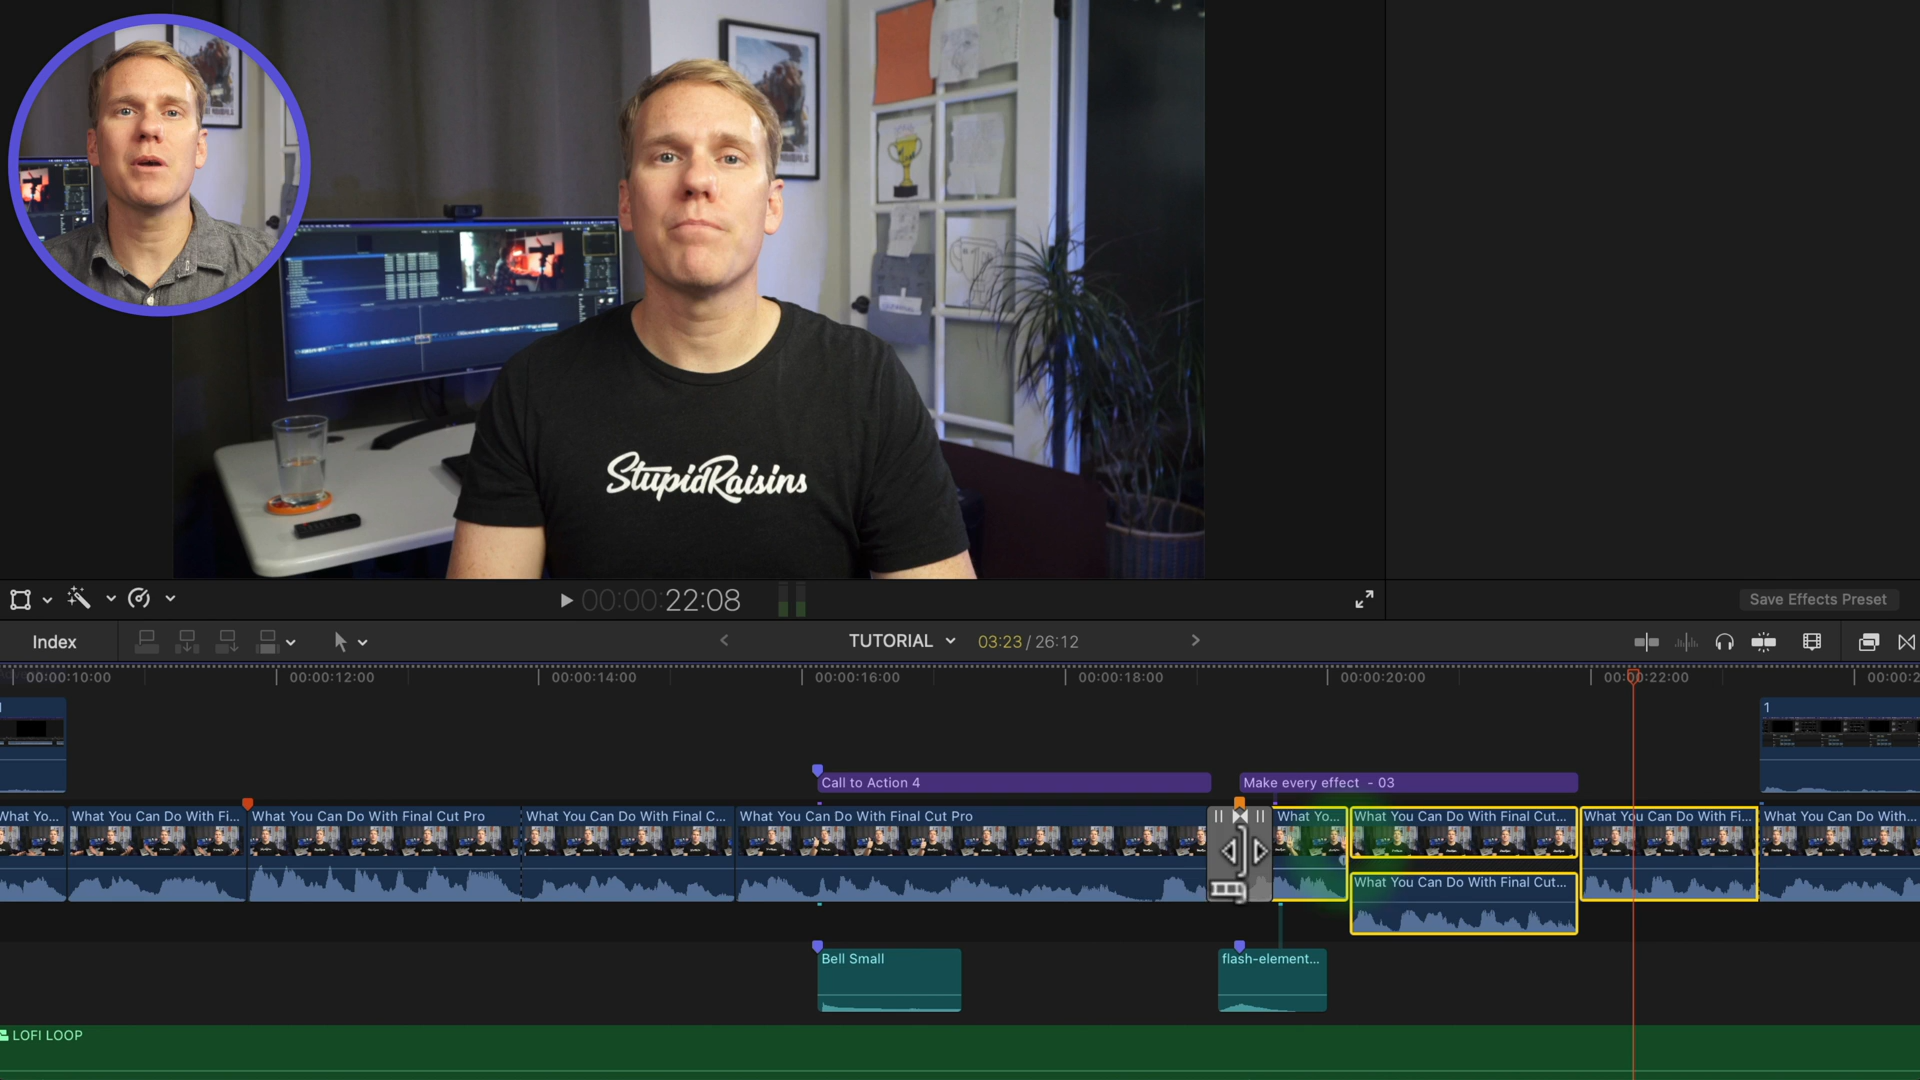 StupidRaisins
00:00:22:08
Save Effects Preset
Index
TUTORIAL
03:23 / 26:12
00:00:10:00
00:00:12:00
00:00:14:00
00:00:16:00
00:00:18:00
00:00:20:00
00:00:22:00
00:00:2
1
Call to Action 4
Make every effect - 03
What Yo...
What You Can Do With Fi...
What You Can Do With Final Cut Pro
What You Can Do With Final C...
What You Can Do With Final Cut Pro
What Yo...
What You Can Do With Final Cut...
What You Can Do With Fi...
What You Can Do With...
What You Can Do With Final Cut...
Bell Small
flash-element...
LOFI LOOP